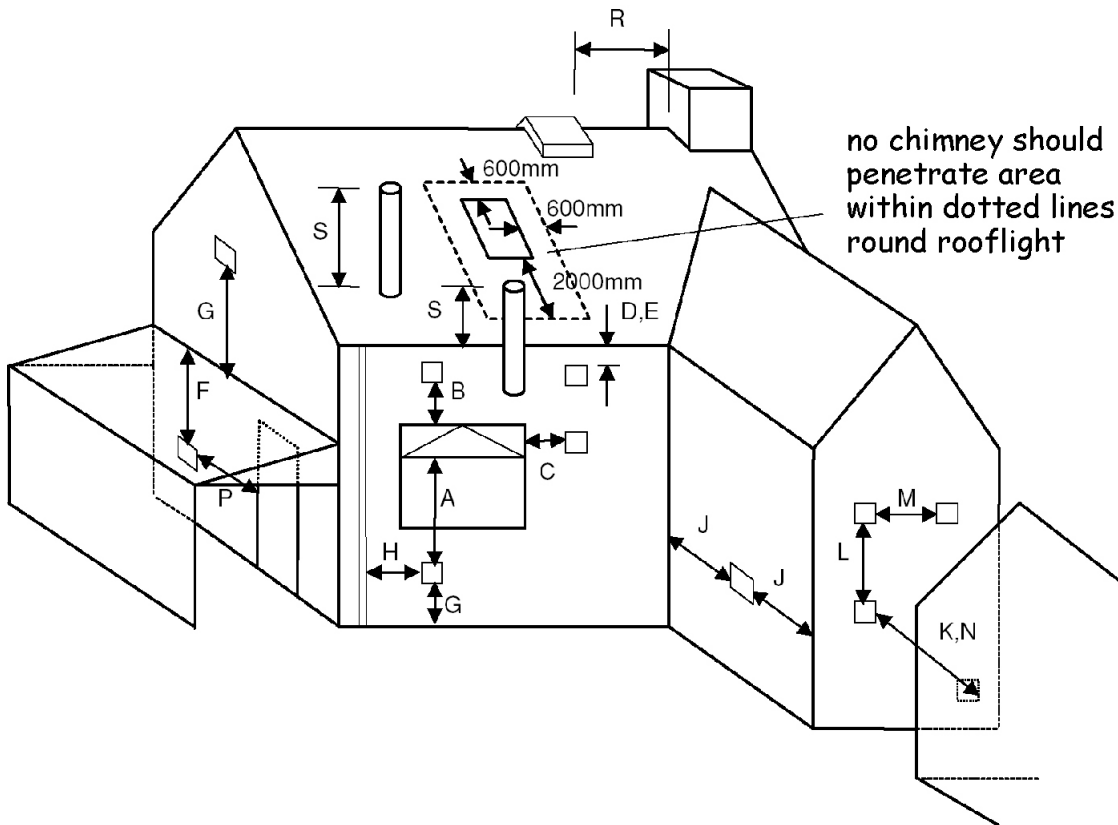 R
no chimney should
penetrate area
within dotted lines
round rooflight
600mm
600mm
S
2000mm
G
S
D,E
F
B
C
P
A
M
H
J
L
J
G
K,N